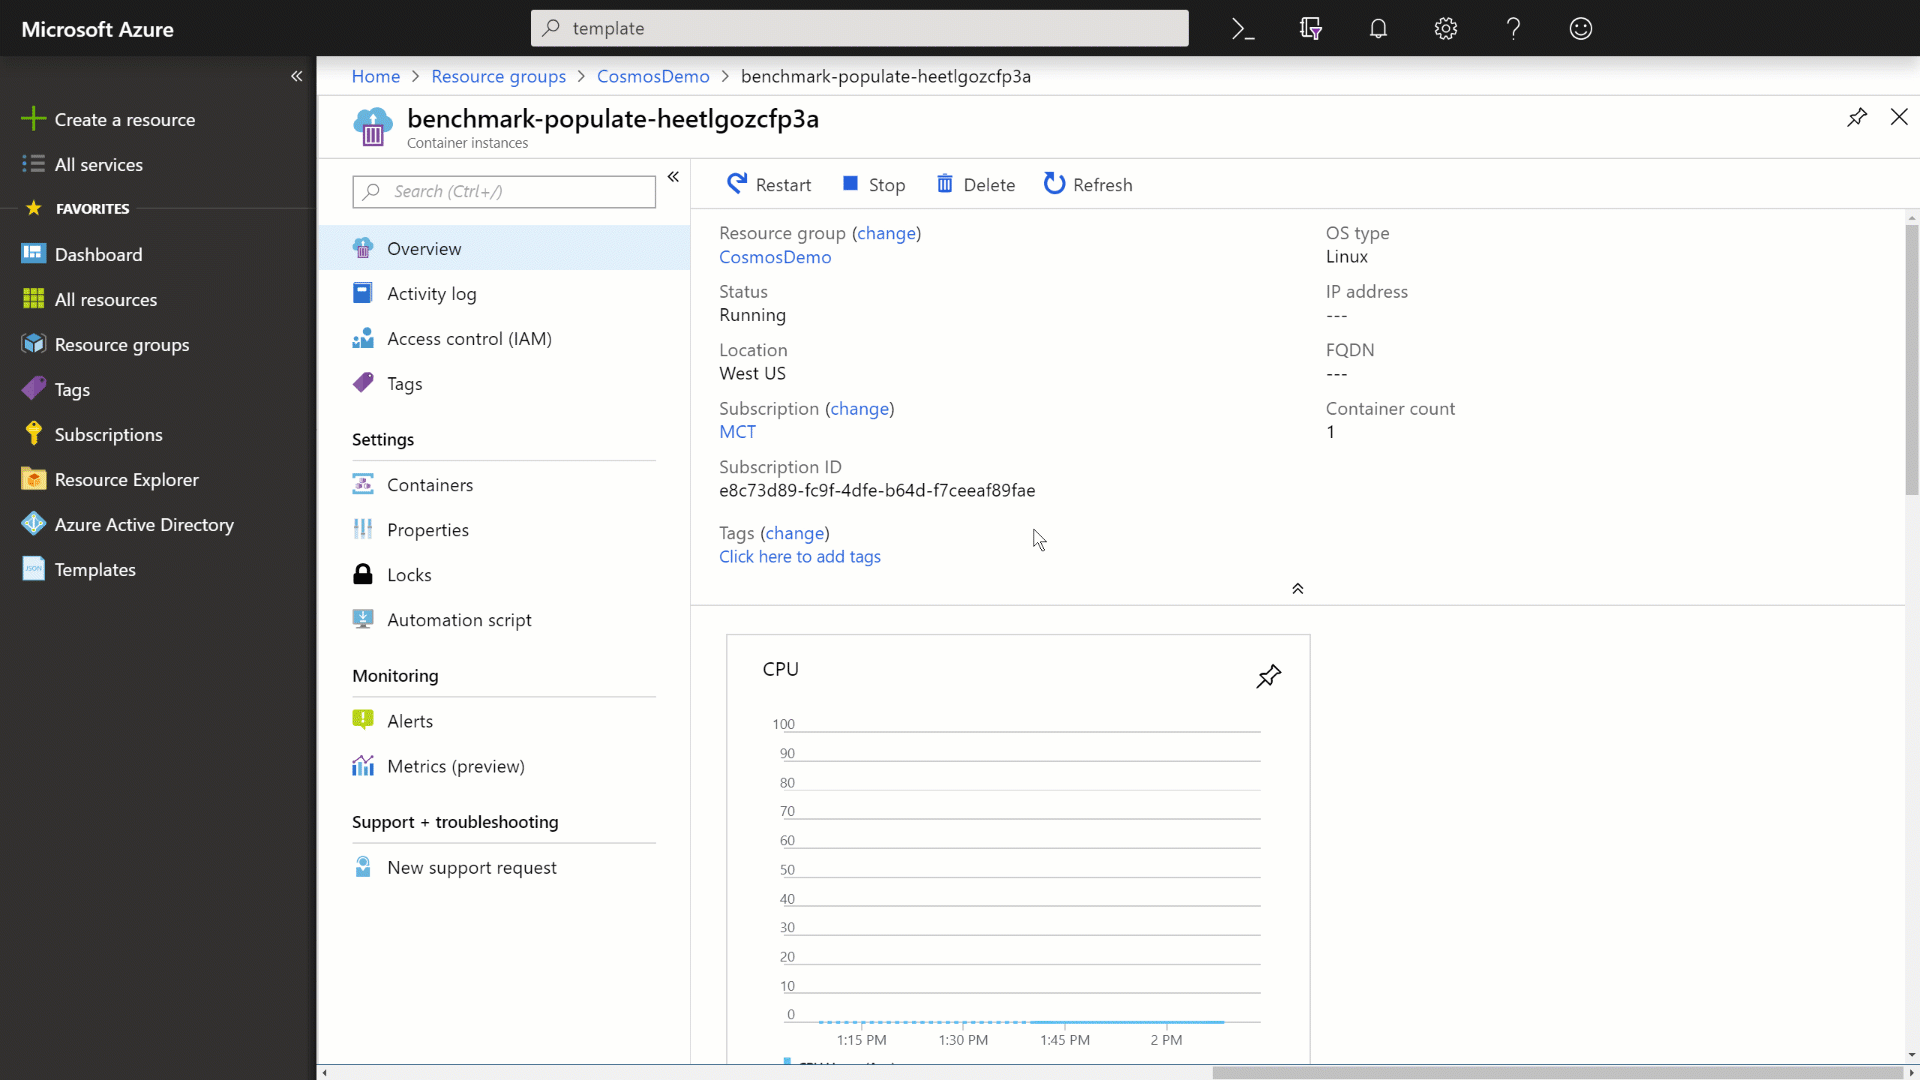 Microsoft Azure
template
Create a resource
All services
FAVORITES
Dashboard
All resources
Resource groups
Tags
Subscriptions
Resource Explorer
Azure Active Directory
Templates
Home > Resource groups > CosmosDemo > benchmark-populate-heetlgozcfp3a
benchmark-populate-heetlgozcfp3a
Container instances
Search (Ctrl+/)
Overview
Activity log
Access control (IAM)
Tags
Settings
Containers
Properties
Locks
Automation script
Monitoring
Alerts
Metrics (preview)
Support + troubleshooting
New support request
Restart Stop Delete Refresh
Resource group (change)
CosmosDemo
Status
Running
Location
West US
Subscription (change)
MCT
Subscription ID
e8c73d89-fc9f-4dfe-b64d-f7ceeaf89fae
Tags (change)
Click here to add tags
OS type
Linux
IP address
---
FQDN
---
Container count
1
CPU
100
90
80
70
60
50
40
30
20
10
0
1:15 PM 1:30 PM 1:45 PM 2 PM